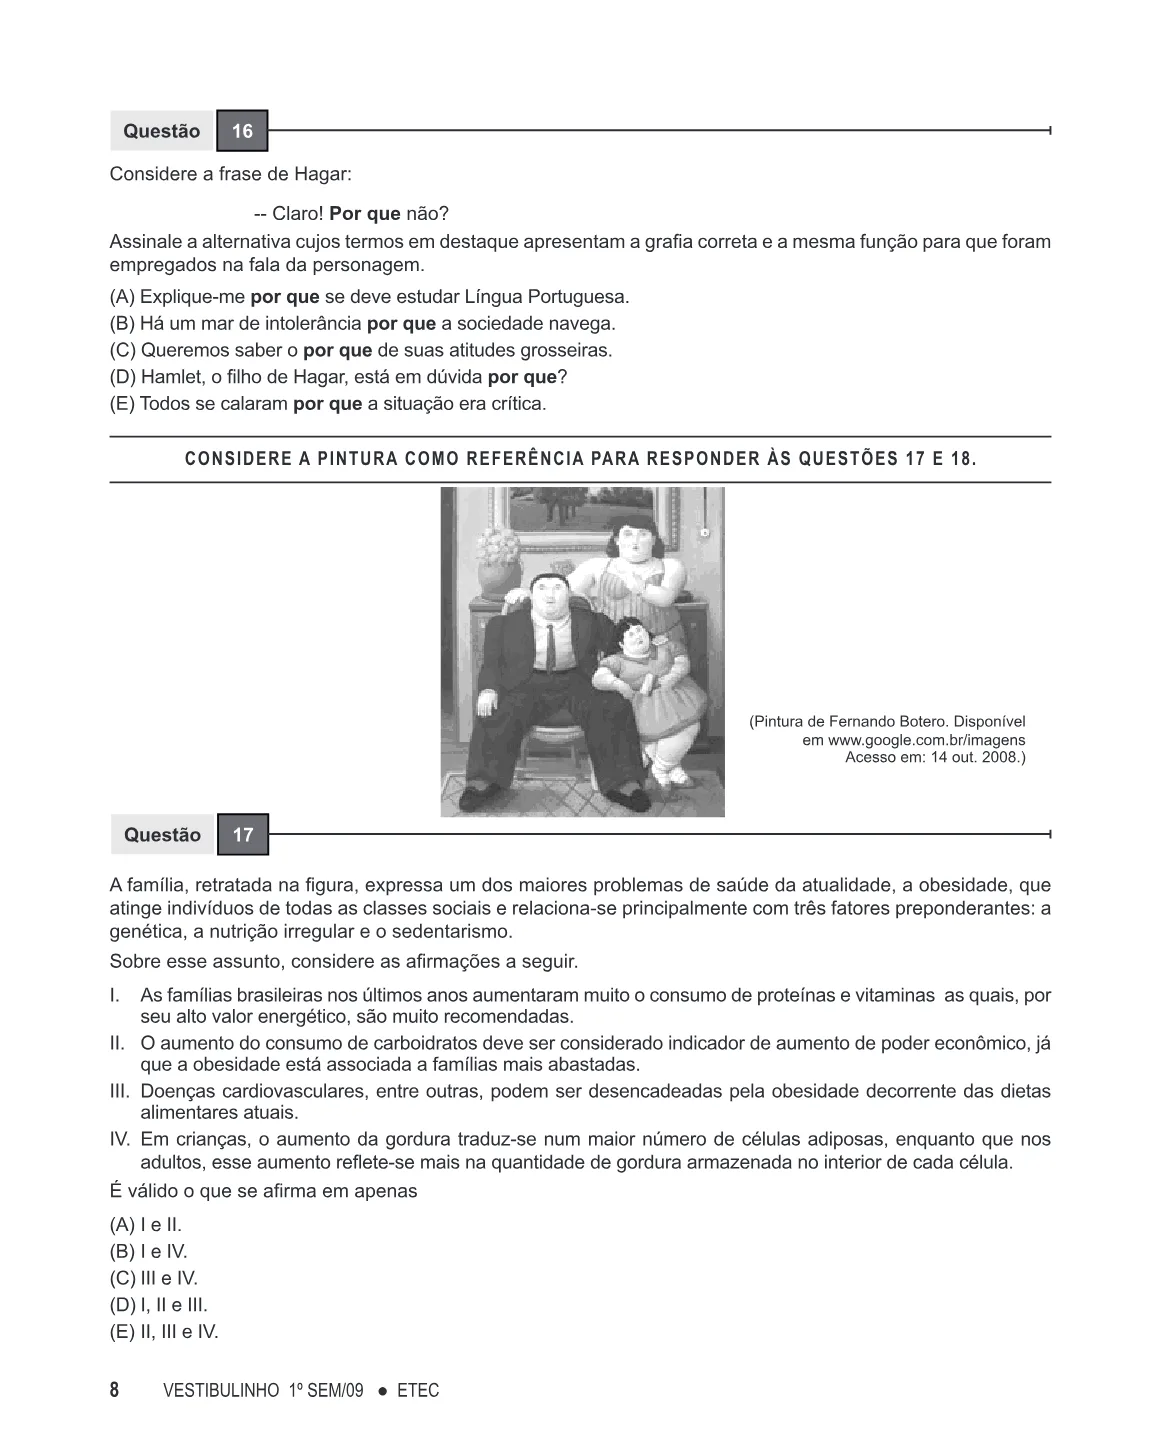 Questão 16
Considere a frase de Hagar:
-- Claro! Por que não?
Assinale a alternativa cujos termos em destaque apresentam a grafia correta e a mesma função para que foram
empregados na fala da personagem.
(A) Explique-me por que se deve estudar Língua Portuguesa.
(B) Há um mar de intolerância por que a sociedade navega.
(C) Queremos saber o por que de suas atitudes grosseiras.
(D) Hamlet, o filho de Hagar, está em dúvida por que?
(E) Todos se calaram por que a situação era crítica.
CONSIDERE A PINTURA COMO REFERÊNCIA PARA RESPONDER ÀS QUESTÕES 17 E 18.
(Pintura de Fernando Botero. Disponível
em www.google.com.br/imagens
Acesso em: 14 out. 2008.)
Questão 17
A família, retratada na figura, expressa um dos maiores problemas de saúde da atualidade, a obesidade, que
atinge indivíduos de todas as classes sociais e relaciona-se principalmente com três fatores preponderantes: a
genética, a nutrição irregular e o sedentarismo.
Sobre esse assunto, considere as afirmações a seguir.
I. As famílias brasileiras nos últimos anos aumentaram muito o consumo de proteínas e vitaminas as quais, por
seu alto valor energético, são muito recomendadas.
II. O aumento do consumo de carboidratos deve ser considerado indicador de aumento de poder econômico, já
que a obesidade está associada a famílias mais abastadas.
III. Doenças cardiovasculares, entre outras, podem ser desencadeadas pela obesidade decorrente das dietas
alimentares atuais.
IV. Em crianças, o aumento da gordura traduz-se num maior número de células adiposas, enquanto que nos
adultos, esse aumento reflete-se mais na quantidade de gordura armazenada no interior de cada célula.
É válido o que se afirma em apenas
(A) I e II.
(B) I e IV.
(C) III e IV.
(D) I, II e III.
(E) II, III e IV.
8 VESTIBULINHO 1º SEM/09 ● ETEC